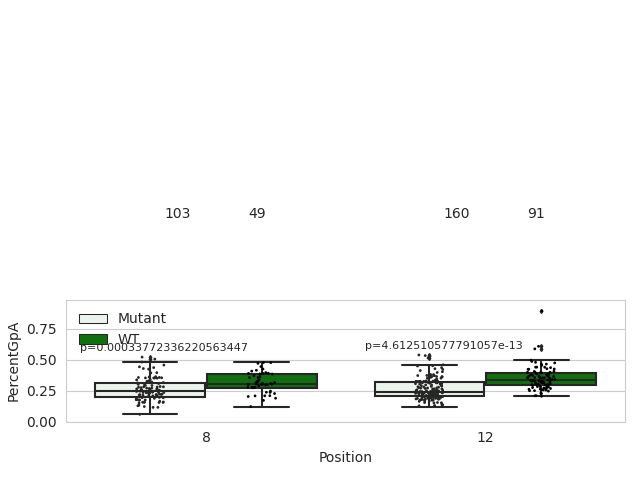 103 49 160 91
Mutant
WT
p=0.00033772336220563447
p=4.612510577791057e-13
0.75
0.50
0.25
0.00
PercentGpA
8 12
Position